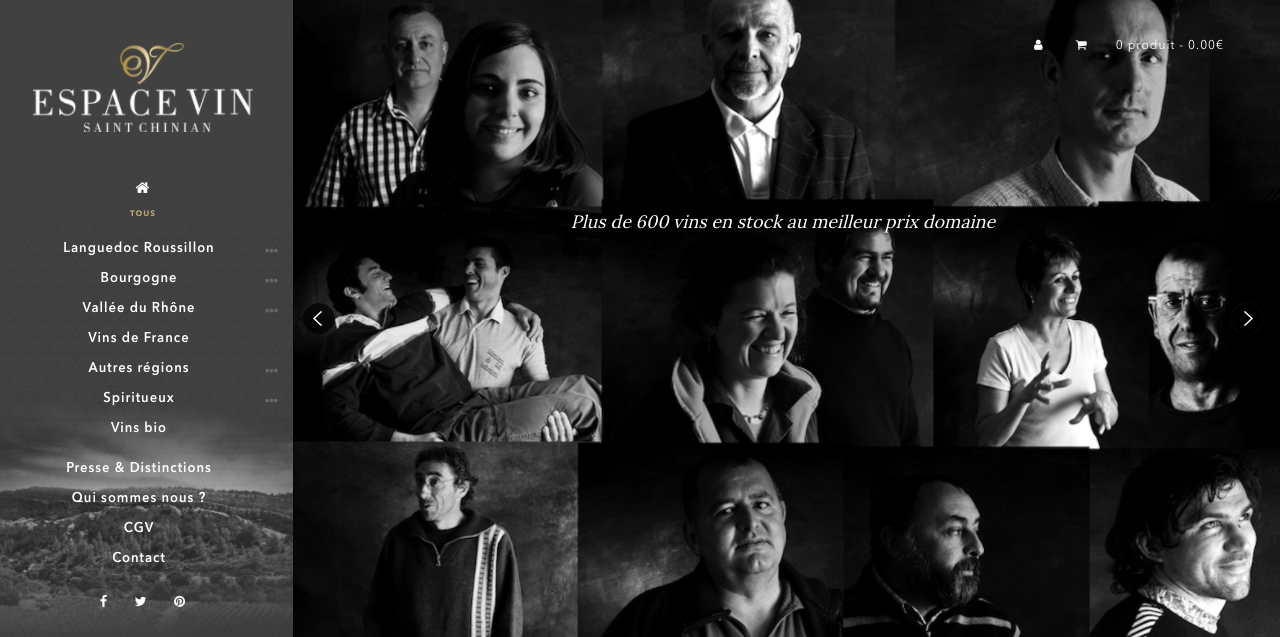 ESPACE VIN
SAINT CHINIAN
TOUS
Languedoc Roussillon
Bourgogne
Vallée du Rhône
Vins de France
Autres régions
Spiritueux
Vins bio
Presse & Distinctions
Qui sommes nous ?
CGV
Contact
0 produit - 0.00€
Plus de 600 vins en stock au meilleur prix domaine